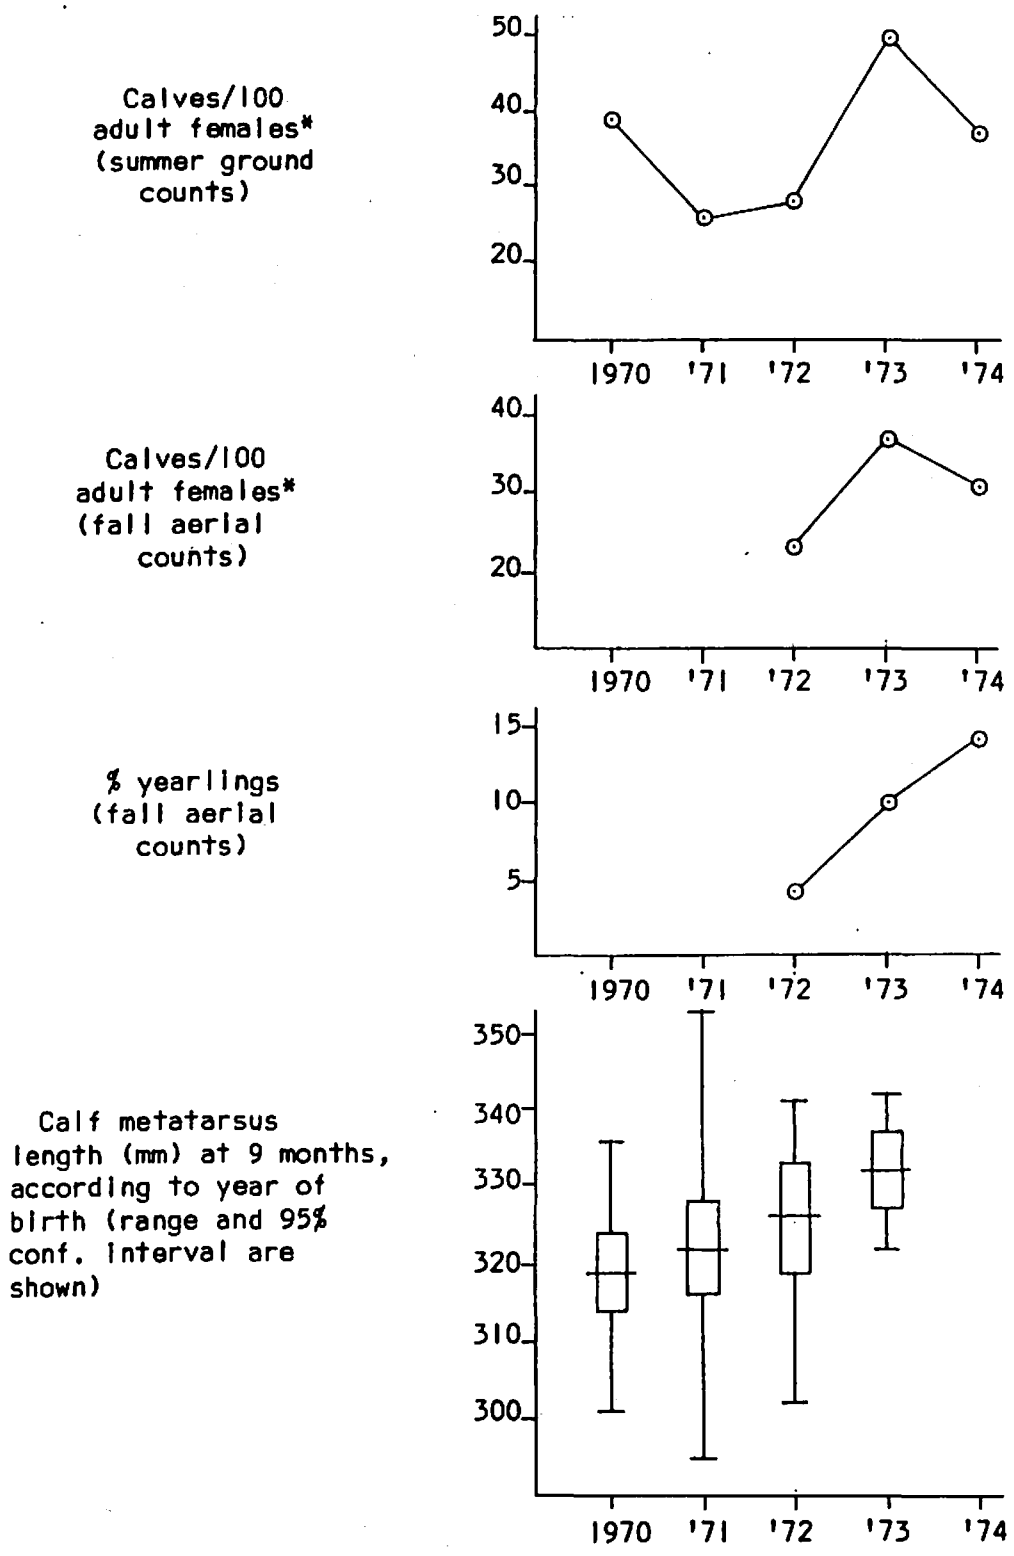 Calves/100
adult females*
(summer ground
counts)
50
40
30
20
1970 '71 '72 '73 '74
Calves/100
adult females*
(fall aerial
counts)
40
30
20
1970 '71 '72 '73 '74
% yearlings
(fall aerial
counts)
15
10
5
1970 '71 '72 '73 '74
Calf metatarsus
length (mm) at 9 months,
according to year of
birth (range and 95%
conf. interval are
shown)
350
340
330
320
310
300
1970 '71 '72 '73 '74